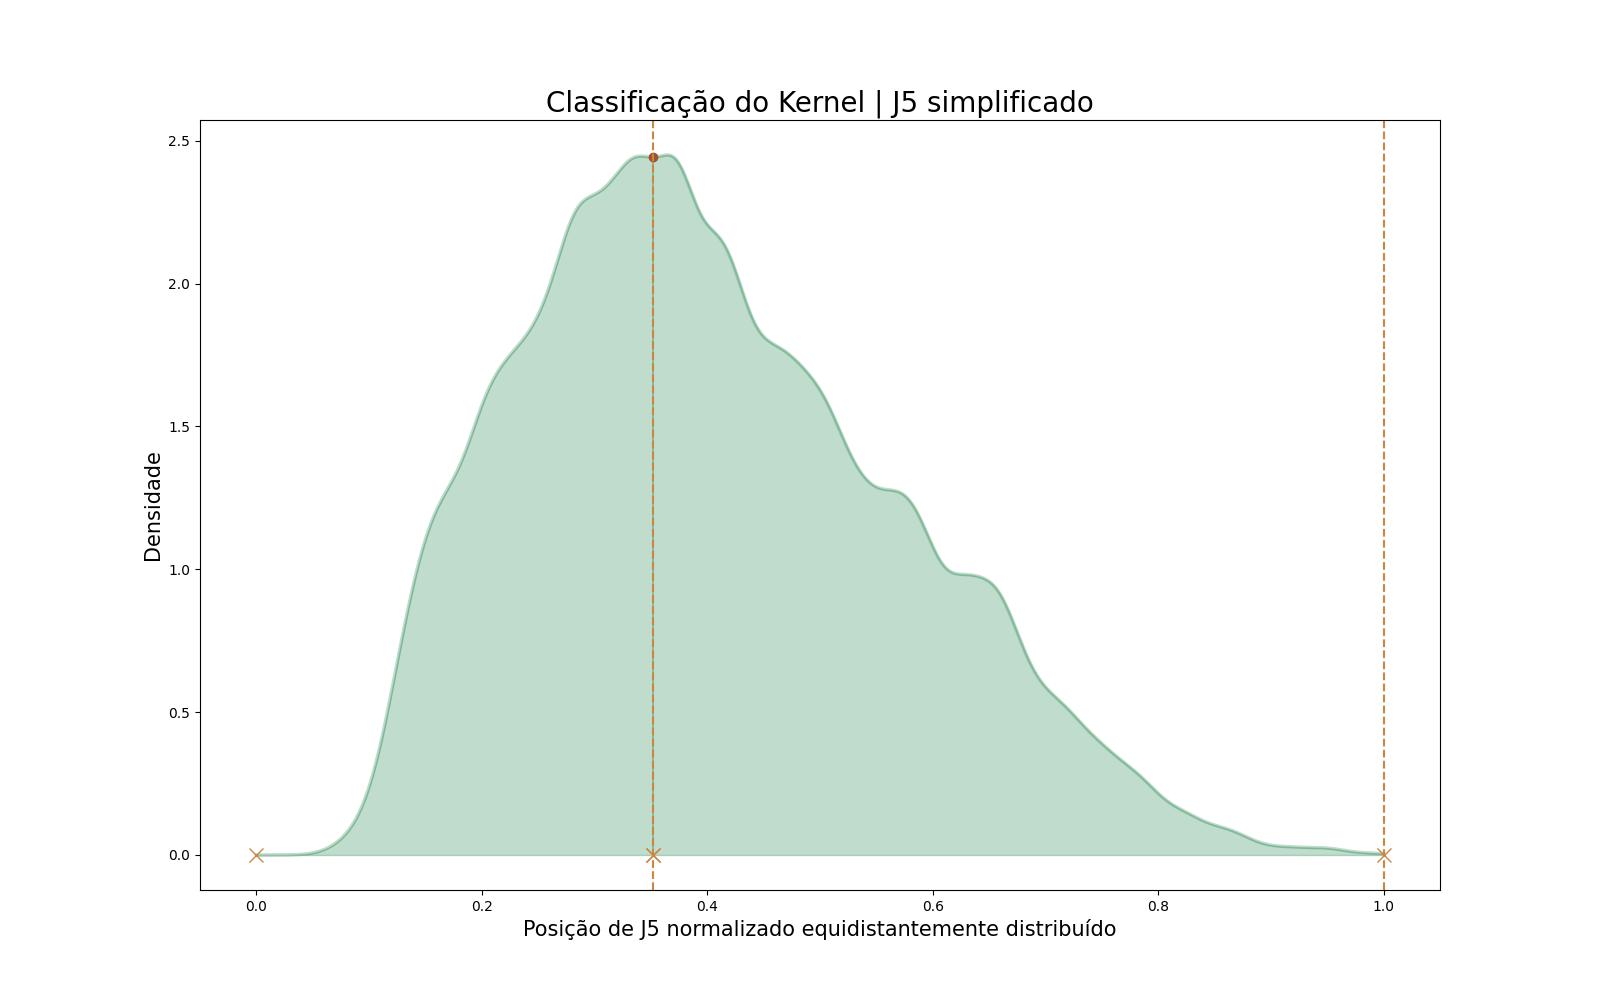 Classificação do Kernel | J5 simplificado
2.5
2.0
1.5
1.0
0.5
0.0
Densidade
0.0 0.2 0.4 0.6 0.8 1.0
Posição de J5 normalizado equidistantemente distribuído